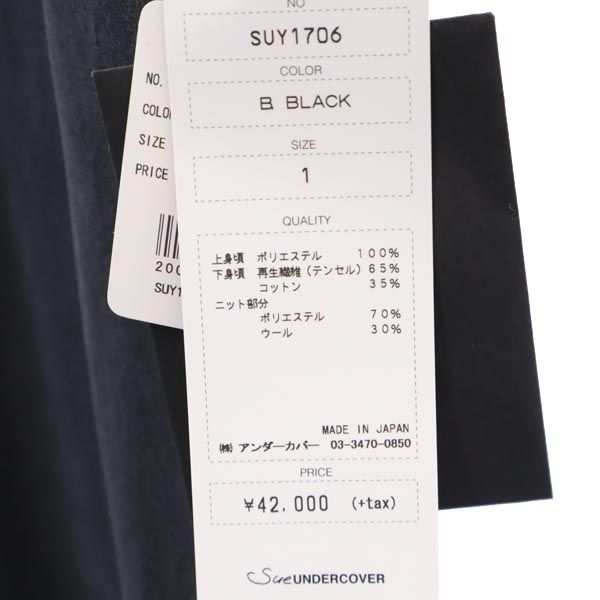 NO
SUY1706
COLOR
B. BLACK
SIZE
1
QUALITY
上身頃 ポリエステル 100%
下身頃 再生繊維(テンセル) 65%
コットン 35%
ニット部分
ポリエステル 70%
ウール 30%
MADE IN JAPAN
㈱ アンダーカバー 03-3470-0850
PRICE
¥42,000 (+tax)
SueUNDERCOVER
NO.
COLOR
SIZE
PRICE
200
SUY1